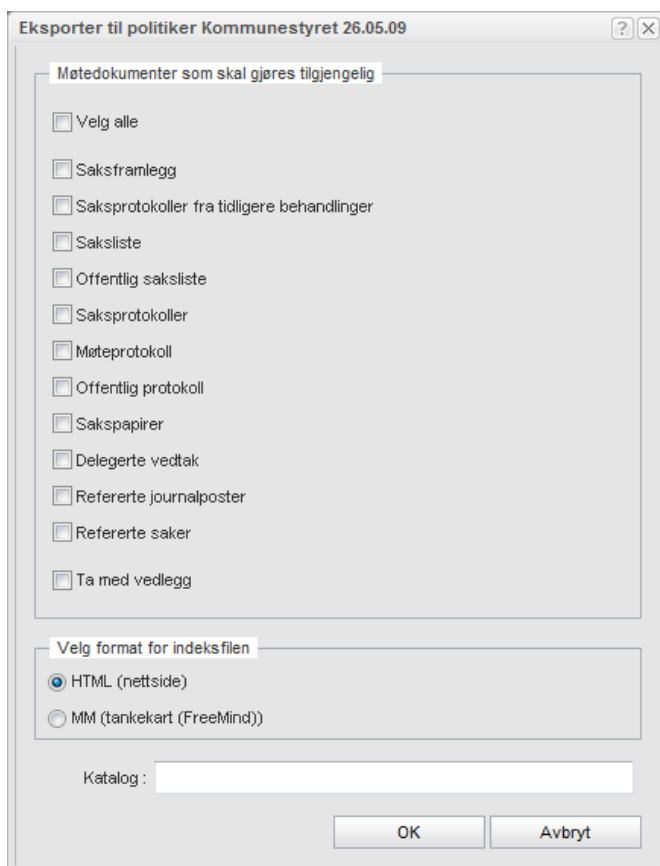 Eksporter til politiker Kommunestyret 26.05.09
Møtedokumenter som skal gjøres tilgjengelig
Velg alle
Saksframlegg
Saksprotokoller fra tidligere behandlinger
Saksliste
Offentlig saksliste
Saksprotokoller
Møteprotokoll
Offentlig protokoll
Sakspapirer
Delegerte vedtak
Refererte journalposter
Refererte saker
Ta med vedlegg
Velg format for indeksfilen
HTML (nettside)
MM (tankekart (FreeMind))
Katalog :
OK Avbryt